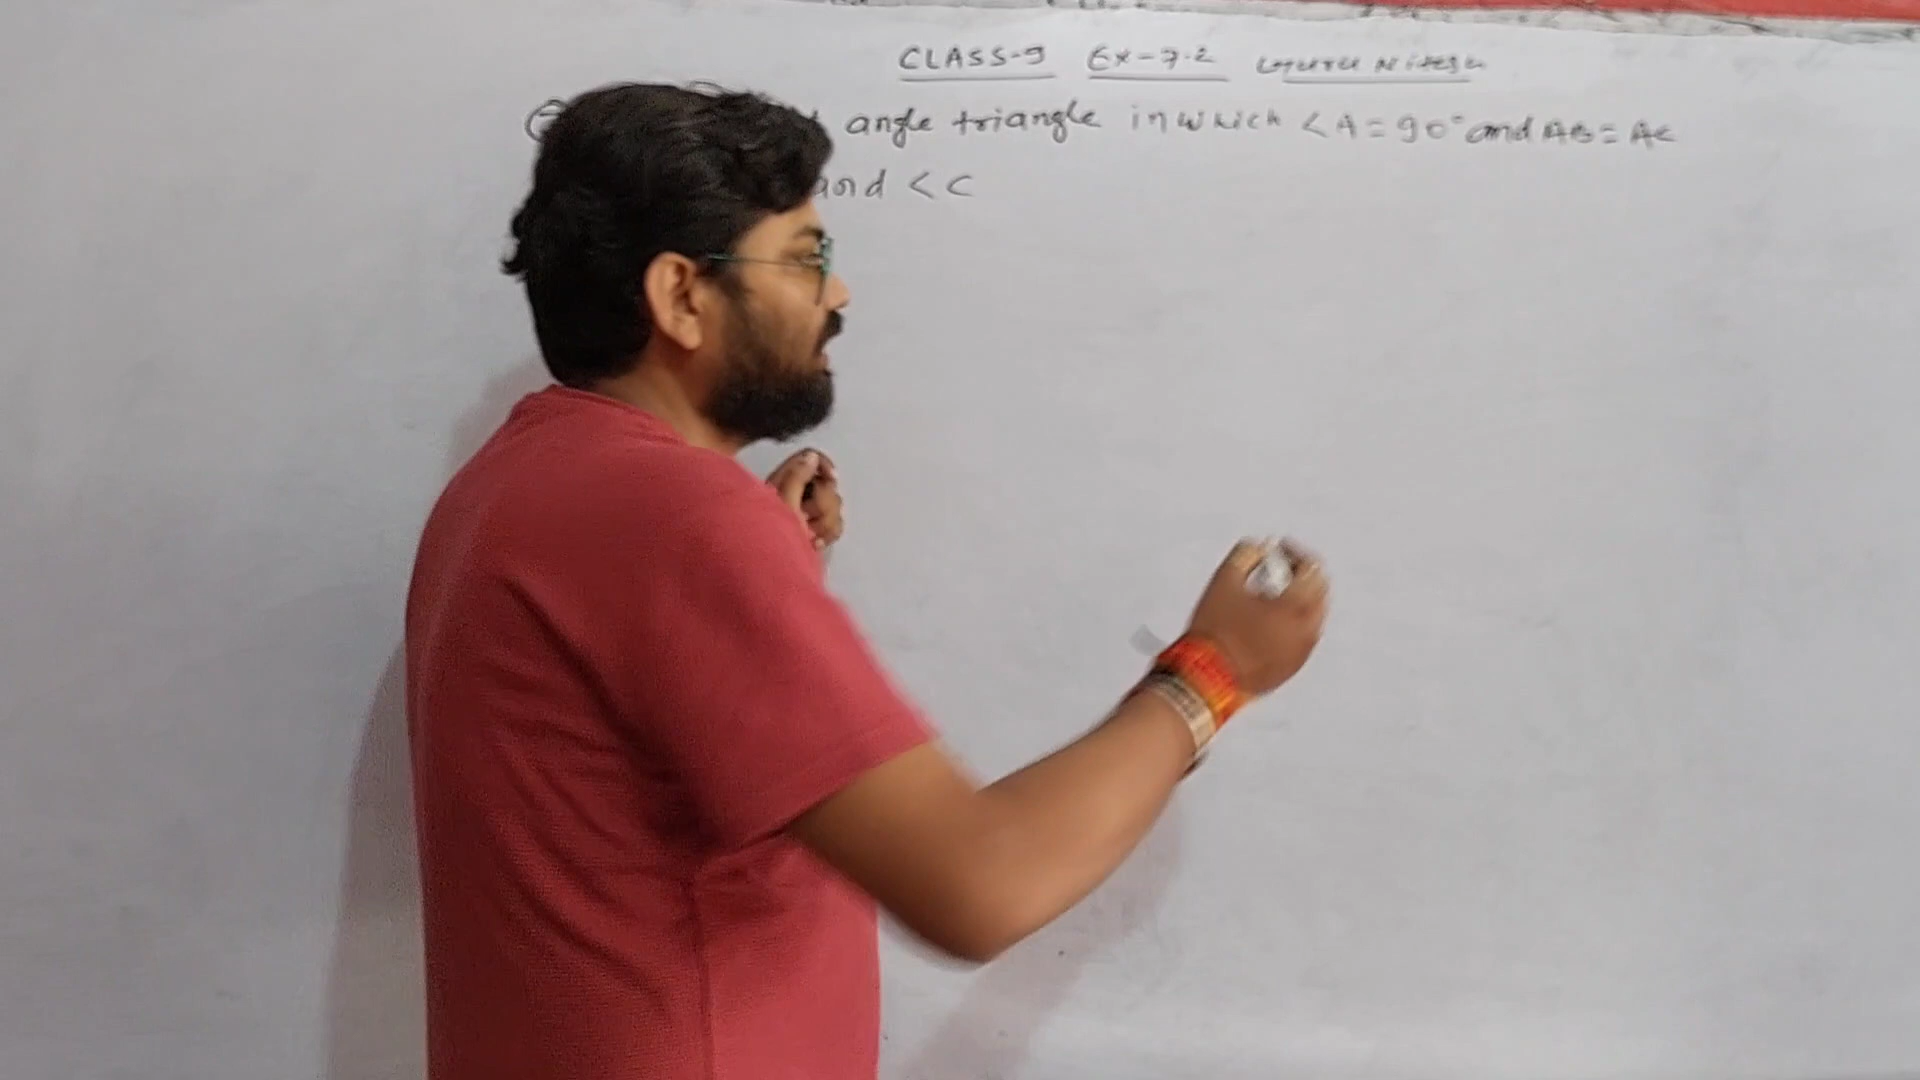 CLASS-9 Ex-7.2
angle triangle in which <A=90° and AB=AC
and <C